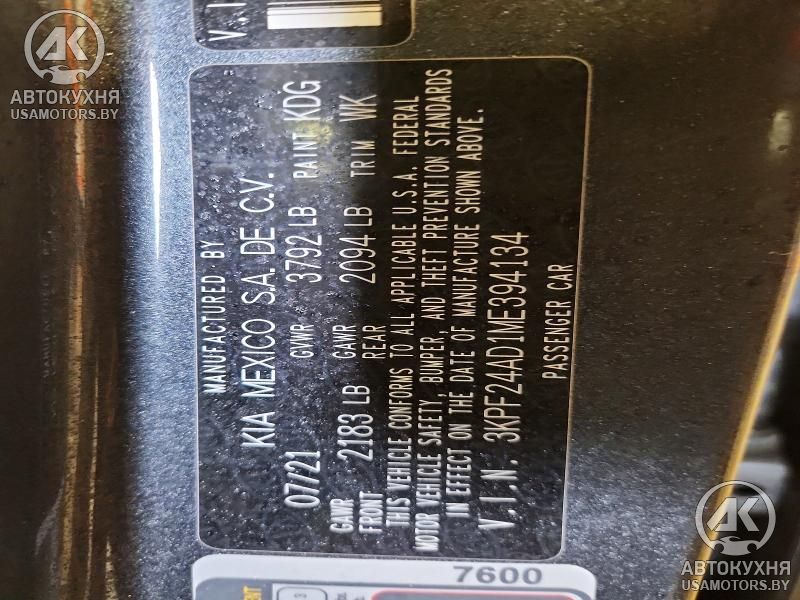 V.I
MANUFACTURED BY
KIA MEXICO S.A. DE C.V.
07/21 GVWR 3792 LB PAINT KDG
GAWR FRONT 2183 LB GAWR REAR 2094 LB TRIM WK
THIS VEHICLE CONFORMS TO ALL APPLICABLE U.S.A. FEDERAL
MOTOR VEHICLE SAFETY, BUMPER, AND THEFT PREVENTION STANDARDS
IN EFFECT ON THE DATE OF MANUFACTURE SHOWN ABOVE.
V.I.N. 3KPF24AD1ME394134
PASSENGER CAR
7600
АК
АВТОКУХНЯ
USAMOTORS.BY
АК
АВТОКУХНЯ
USAMOTORS.BY